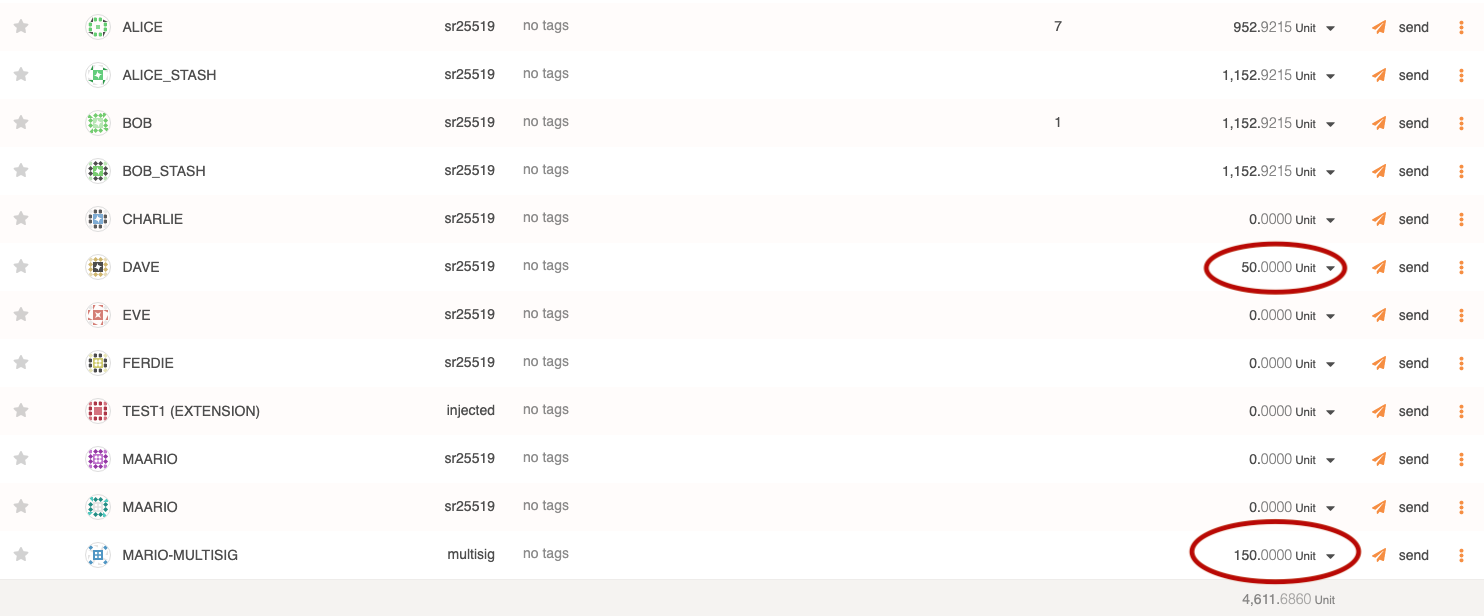 ALICE sr25519 no tags 7 952.9215 Unit send
ALICE_STASH sr25519 no tags 1,152.9215 Unit send
BOB sr25519 no tags 1 1,152.9215 Unit send
BOB_STASH sr25519 no tags 1,152.9215 Unit send
CHARLIE sr25519 no tags 0.0000 Unit send
DAVE sr25519 no tags 50.0000 Unit send
EVE sr25519 no tags 0.0000 Unit send
FERDIE sr25519 no tags 0.0000 Unit send
TEST1 (EXTENSION) injected no tags 0.0000 Unit send
MAARIO sr25519 no tags 0.0000 Unit send
MAARIO sr25519 no tags 0.0000 Unit send
MARIO-MULTISIG multisig no tags 150.0000 Unit send
4,611.6860 Unit